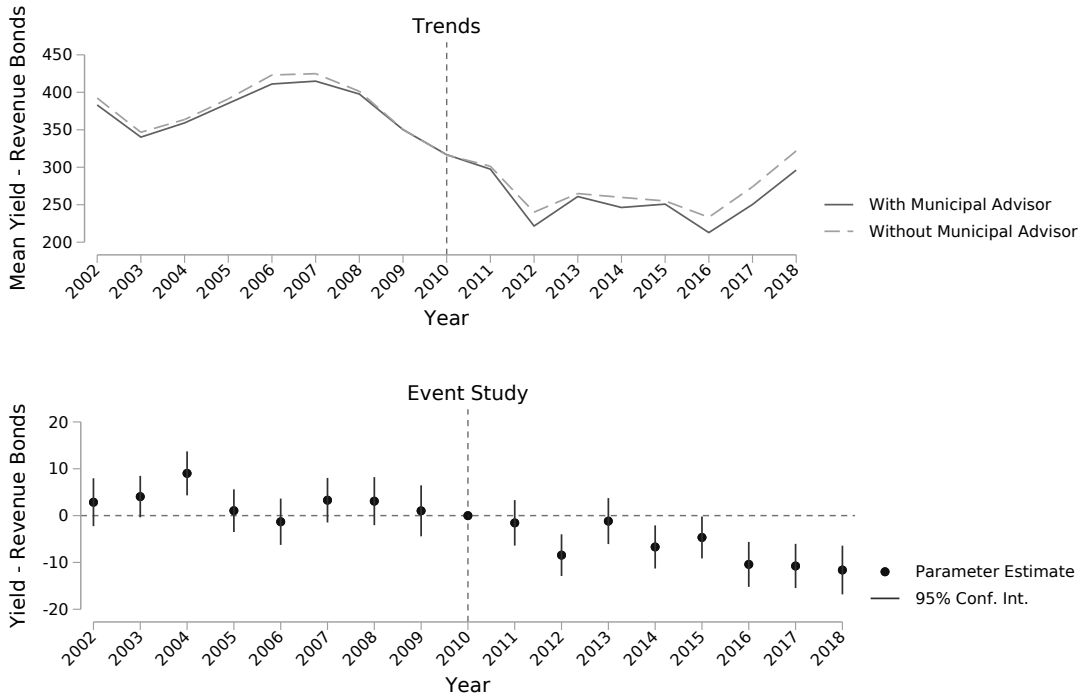 Trends
Mean Yield - Revenue Bonds
450
400
350
300
250
200
2002 2003 2004 2005 2006 2007 2008 2009 2010 2011 2012 2013 2014 2015 2016 2017 2018
Year
With Municipal Advisor
Without Municipal Advisor
Event Study
Yield - Revenue Bonds
20
10
0
-10
-20
2002 2003 2004 2005 2006 2007 2008 2009 2010 2011 2012 2013 2014 2015 2016 2017 2018
Year
Parameter Estimate
95% Conf. Int.